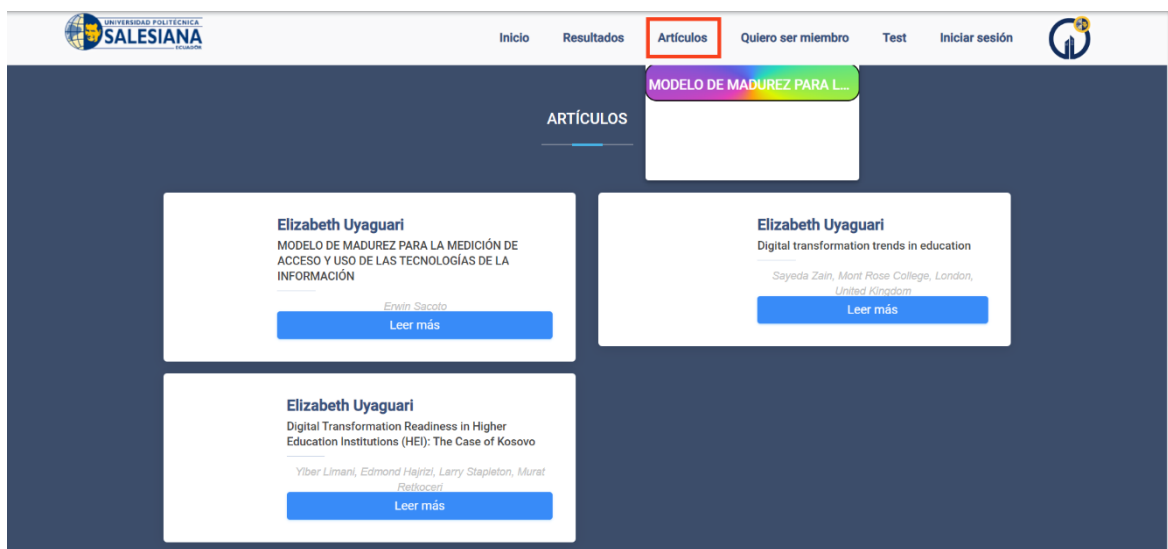 UNIVERSIDAD POLITÉCNICA
SALESIANA
ECUADOR
Inicio
Resultados
Artículos
Quiero ser miembro
Test
Iniciar sesión
MODELO DE MADUREZ PARA L...
ARTÍCULOS
Elizabeth Uyaguari
MODELO DE MADUREZ PARA LA MEDICIÓN DE
ACCESO Y USO DE LAS TECNOLOGÍAS DE LA
INFORMACIÓN
Erwin Sacoto
Leer más
Elizabeth Uyaguari
Digital transformation trends in education
Sayeda Zain, Mont Rose College, London,
United Kingdom
Leer más
Elizabeth Uyaguari
Digital Transformation Readiness in Higher
Education Institutions (HEI): The Case of Kosovo
Ylber Limani, Edmond Hajrizi, Larry Stapleton, Murat
Retkoceri
Leer más